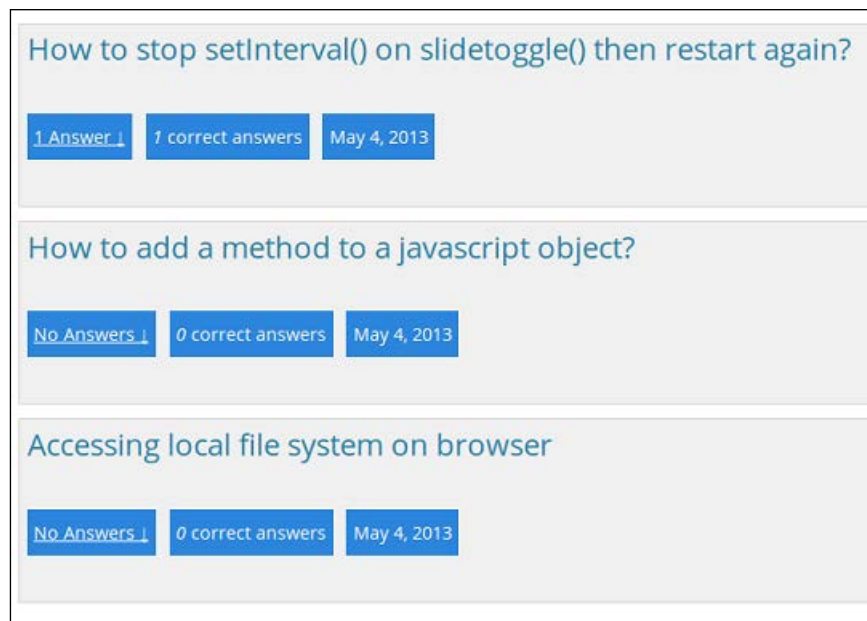 How to stop setInterval() on slidetoggle() then restart again?
1 Answer ↓ 1 correct answers May 4, 2013
How to add a method to a javascript object?
No Answers ↓ 0 correct answers May 4, 2013
Accessing local file system on browser
No Answers ↓ 0 correct answers May 4, 2013